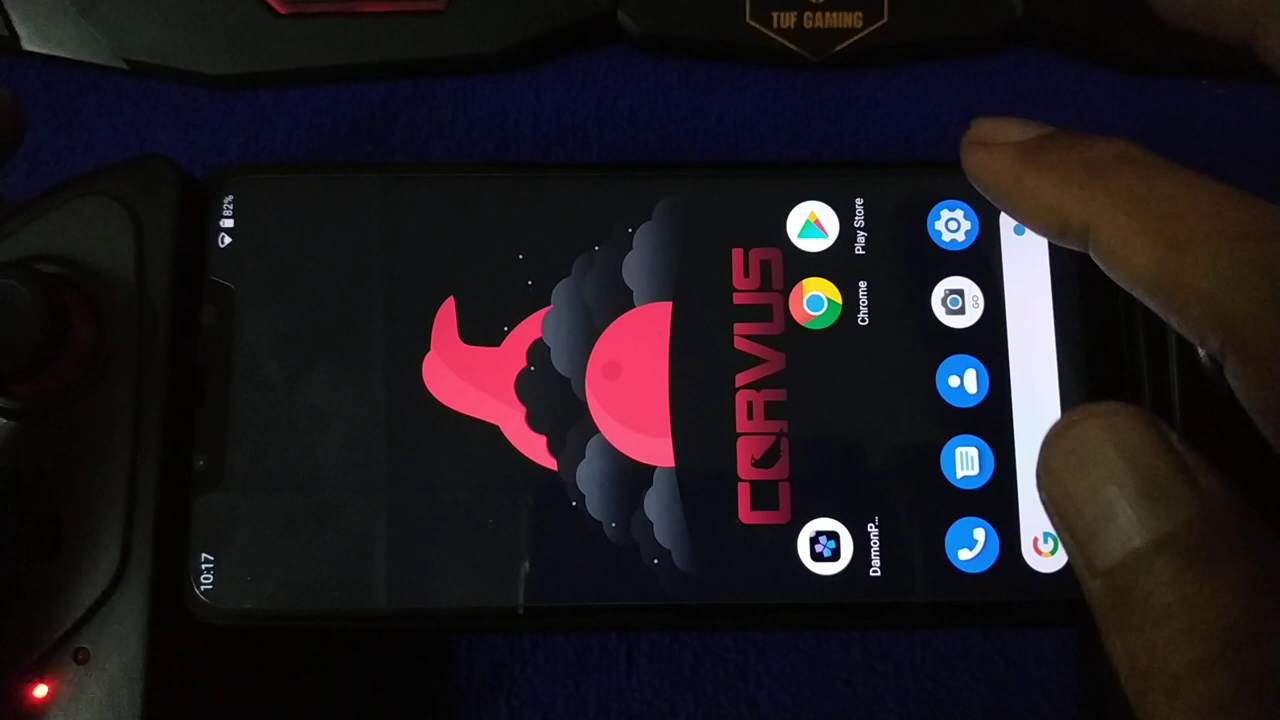 TUF GAMING
10:17
82%
CORVUS
DamonP...
Chrome
Play Store
GO